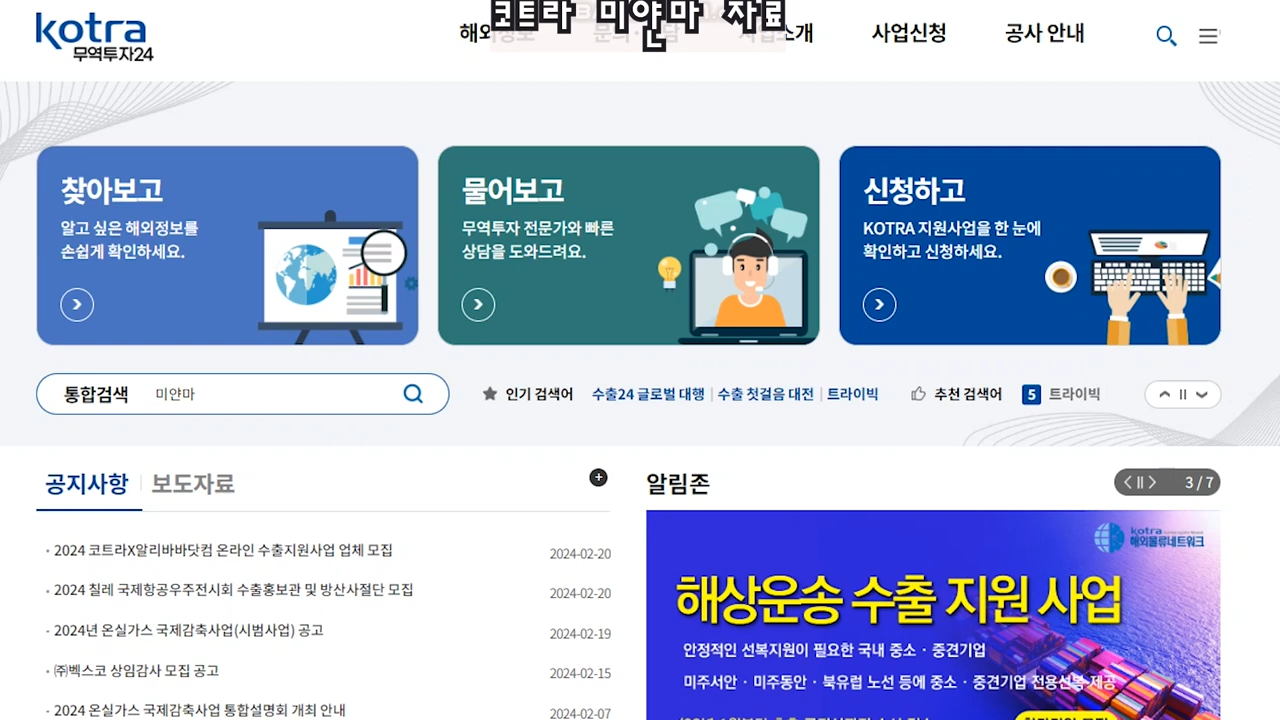 코트라 미얀마 자료
kotra
무역투자24
해외
사업신청
공사 안내
찾아보고
알고 싶은 해외정보를
손쉽게 확인하세요.
물어보고
무역투자 전문가와 빠른
상담을 도와드려요.
신청하고
KOTRA 지원사업을 한 눈에
확인하고 신청하세요.
통합검색 미얀마
인기 검색어 수출24 글로벌 대행 | 수출 첫걸음 대전 | 트라이빅
추천 검색어 5 트라이빅
공지사항 보도자료
2024 코트라X알리바바닷컴 온라인 수출지원사업 업체 모집 2024-02-20
2024 칠레 국제항공우주전시회 수출홍보관 및 방산사절단 모집 2024-02-20
2024년 온실가스 국제감축사업(시범사업) 공고 2024-02-19
㈜벡스코 상임감사 모집 공고 2024-02-15
2024 온실가스 국제감축사업 통합설명회 개최 안내 2024-02-07
알림존
3 / 7
kotra
해외물류네트워크
해상운송 수출 지원 사업
안정적인 선복지원이 필요한 국내 중소 · 중견기업
미주서안 · 미주동안 · 북유럽 노선 등에 중소 · 중견기업 전용선복 제공